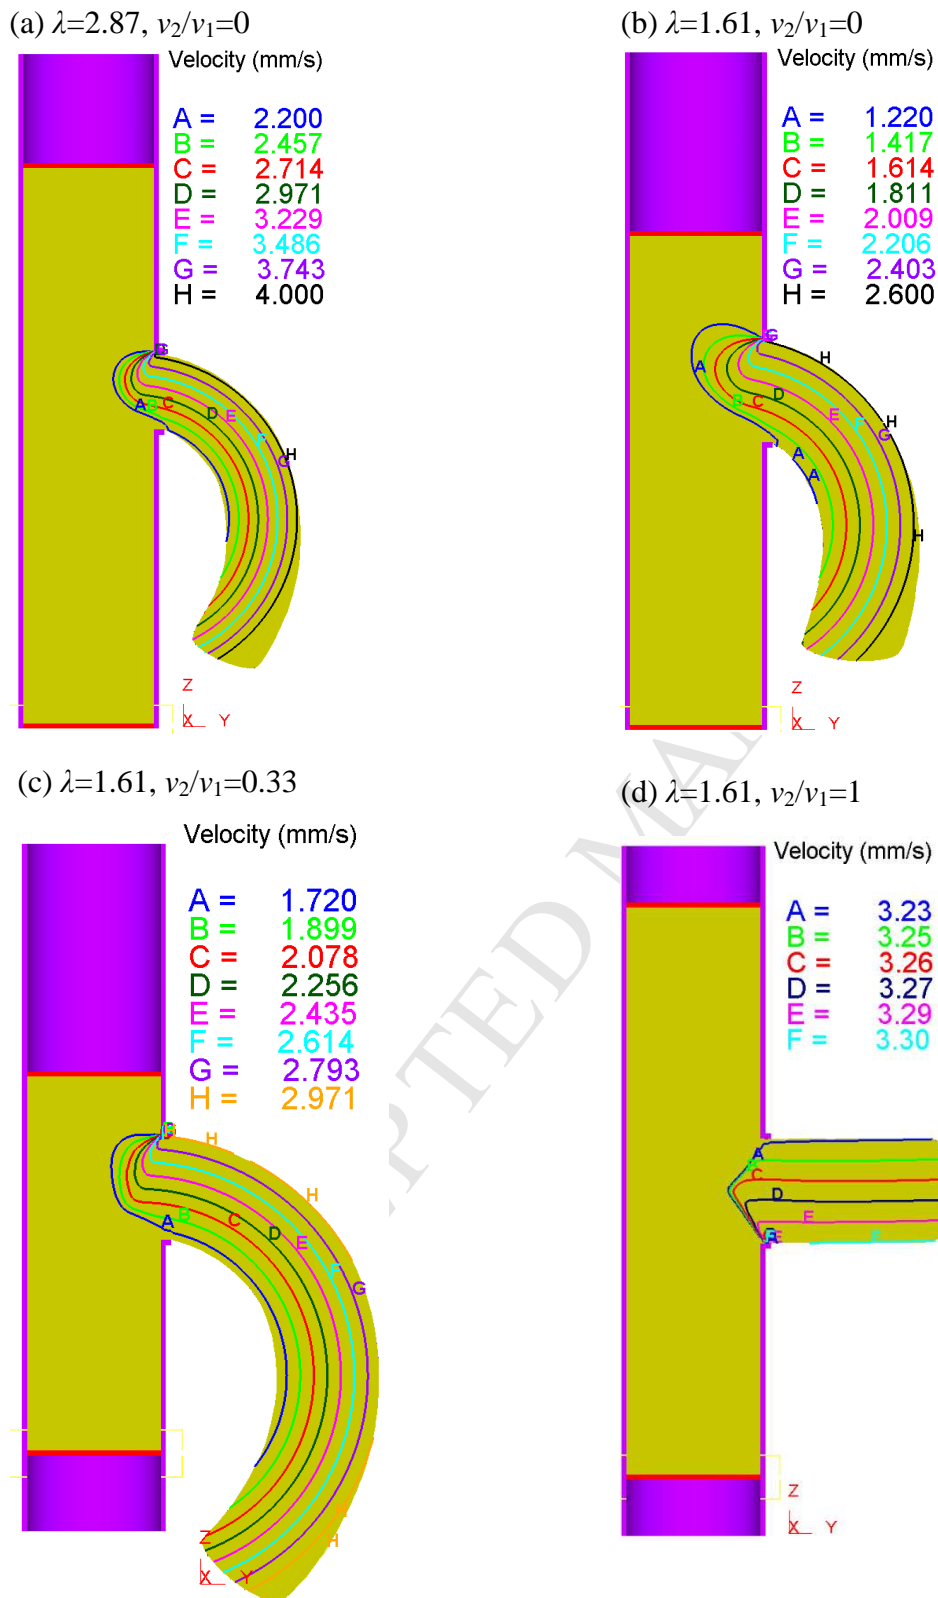 (a) λ=2.87, v2/v1=0
Velocity (mm/s)
A = 2.200
B = 2.457
C = 2.714
D = 2.971
E = 3.229
F = 3.486
G = 3.743
H = 4.000
G
A B C D E F G H
Z
X Y
(b) λ=1.61, v2/v1=0
Velocity (mm/s)
A = 1.220
B = 1.417
C = 1.614
D = 1.811
E = 2.009
F = 2.206
G = 2.403
H = 2.600
G
H
A
B C D E F G H
A
A
H
Z
X Y
(c) λ=1.61, v2/v1=0.33
Velocity (mm/s)
A = 1.720
B = 1.899
C = 2.078
D = 2.256
E = 2.435
F = 2.614
G = 2.793
H = 2.971
H
H
A B C D E F G
H
Z
X Y
(d) λ=1.61, v2/v1=1
Velocity (mm/s)
A = 3.23
B = 3.25
C = 3.26
D = 3.27
E = 3.29
F = 3.30
A
B
C
D
E
F
Z
X Y
PTED MA